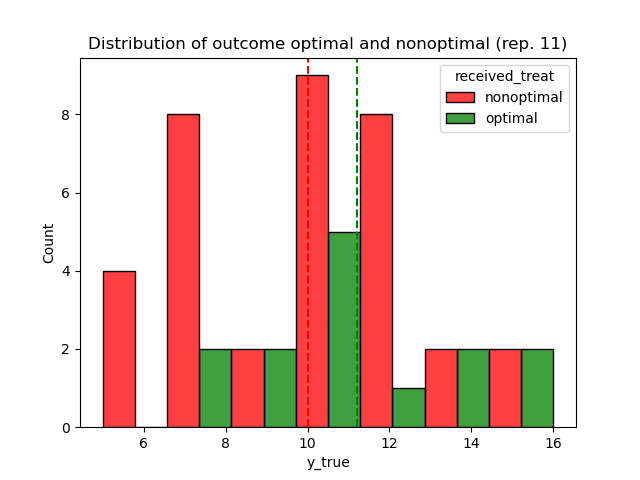 Distribution of outcome optimal and nonoptimal (rep. 11)
received_treat
nonoptimal
optimal
Count
8
6
4
2
0
6 8 10 12 14 16
y_true